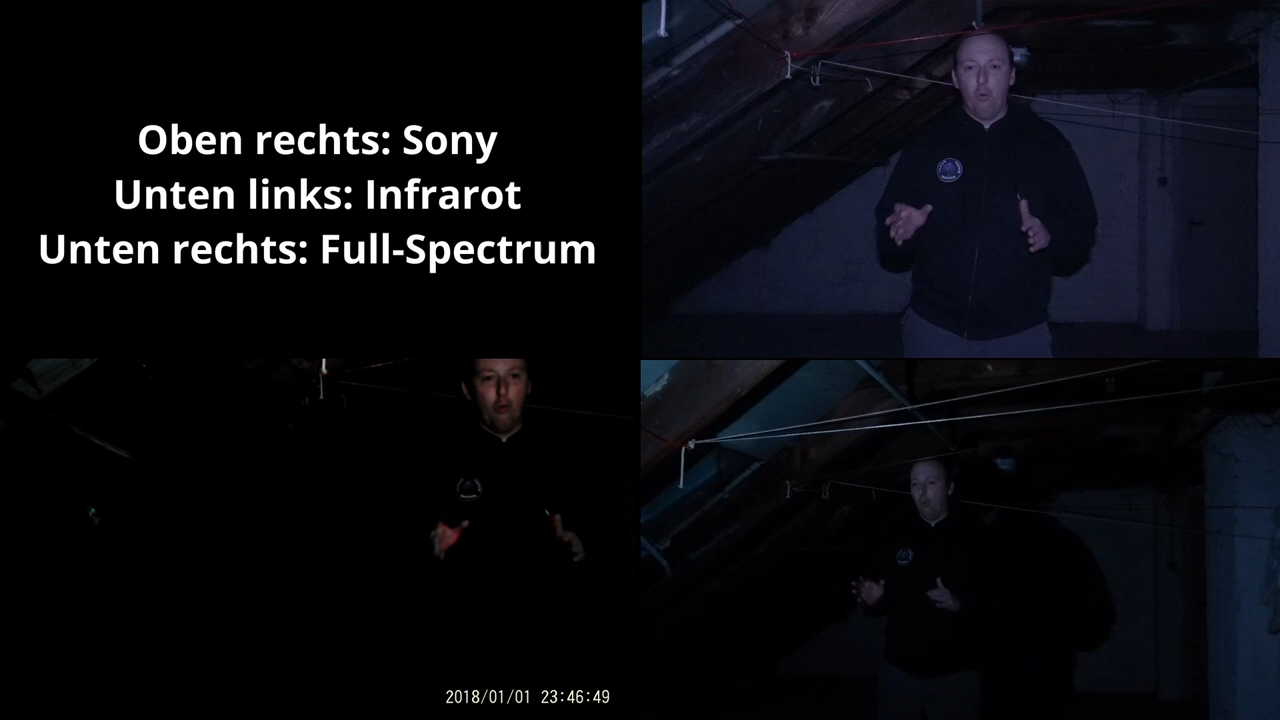 Oben rechts: Sony
Unten links: Infrarot
Unten rechts: Full-Spectrum
2018/01/01 23:46:49